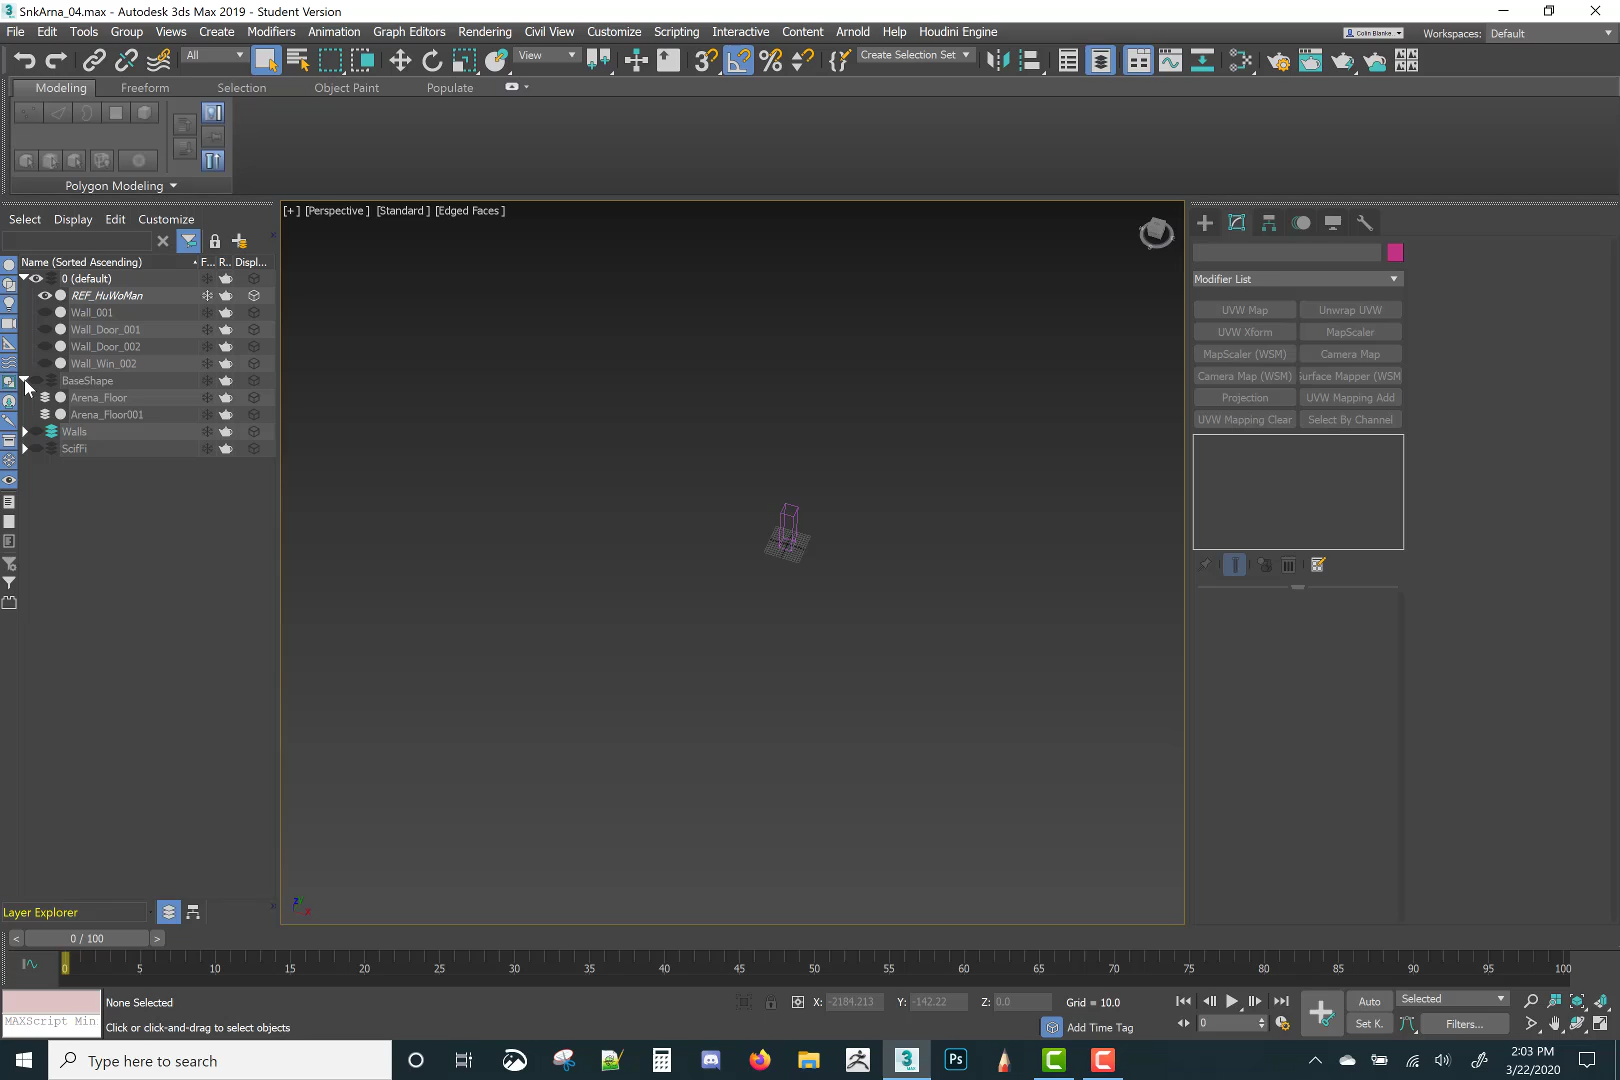 SnkArna_04.max - Autodesk 3ds Max 2019 - Student Version
File Edit Tools Group Views Create Modifiers Animation Graph Editors Rendering Civil View Customize Scripting Interactive Content Arnold Help Houdini Engine
Colin Blanke... Workspaces: Default
All View Create Selection Set
Modeling Freeform Selection Object Paint Populate
Polygon Modeling
Select Display Edit Customize
[+] [Perspective] [Standard] [Edged Faces]
Name (Sorted Ascending) F... R.. Displ...
0 (default)
REF_HuWoMan
Wall_001
Wall_Door_001
Wall_Door_002
Wall_Win_002
BaseShape
Arena_Floor
Arena_Floor001
Walls
ScifFi
Modifier List
UVW Map Unwrap UVW
UVW Xform MapScaler
MapScaler (WSM) Camera Map
Camera Map (WSM) Surface Mapper (WSM
Projection UVW Mapping Add
UVW Mapping Clear Select By Channel
z
Layer Explorer
< 0 / 100 >
0 5 10 15 20 25 30 35 40 45 50 55 60 65 70 75 80 85 90 95 100
None Selected X: -2184.213 Y: -142.22 Z: 0.0 Grid = 10.0 Auto Selected
MAXScript Min Click or click-and-drag to select objects Add Time Tag 0 Set K. Filters...
Type here to search
3 MAX
Ps
2:03 PM
3/22/2020